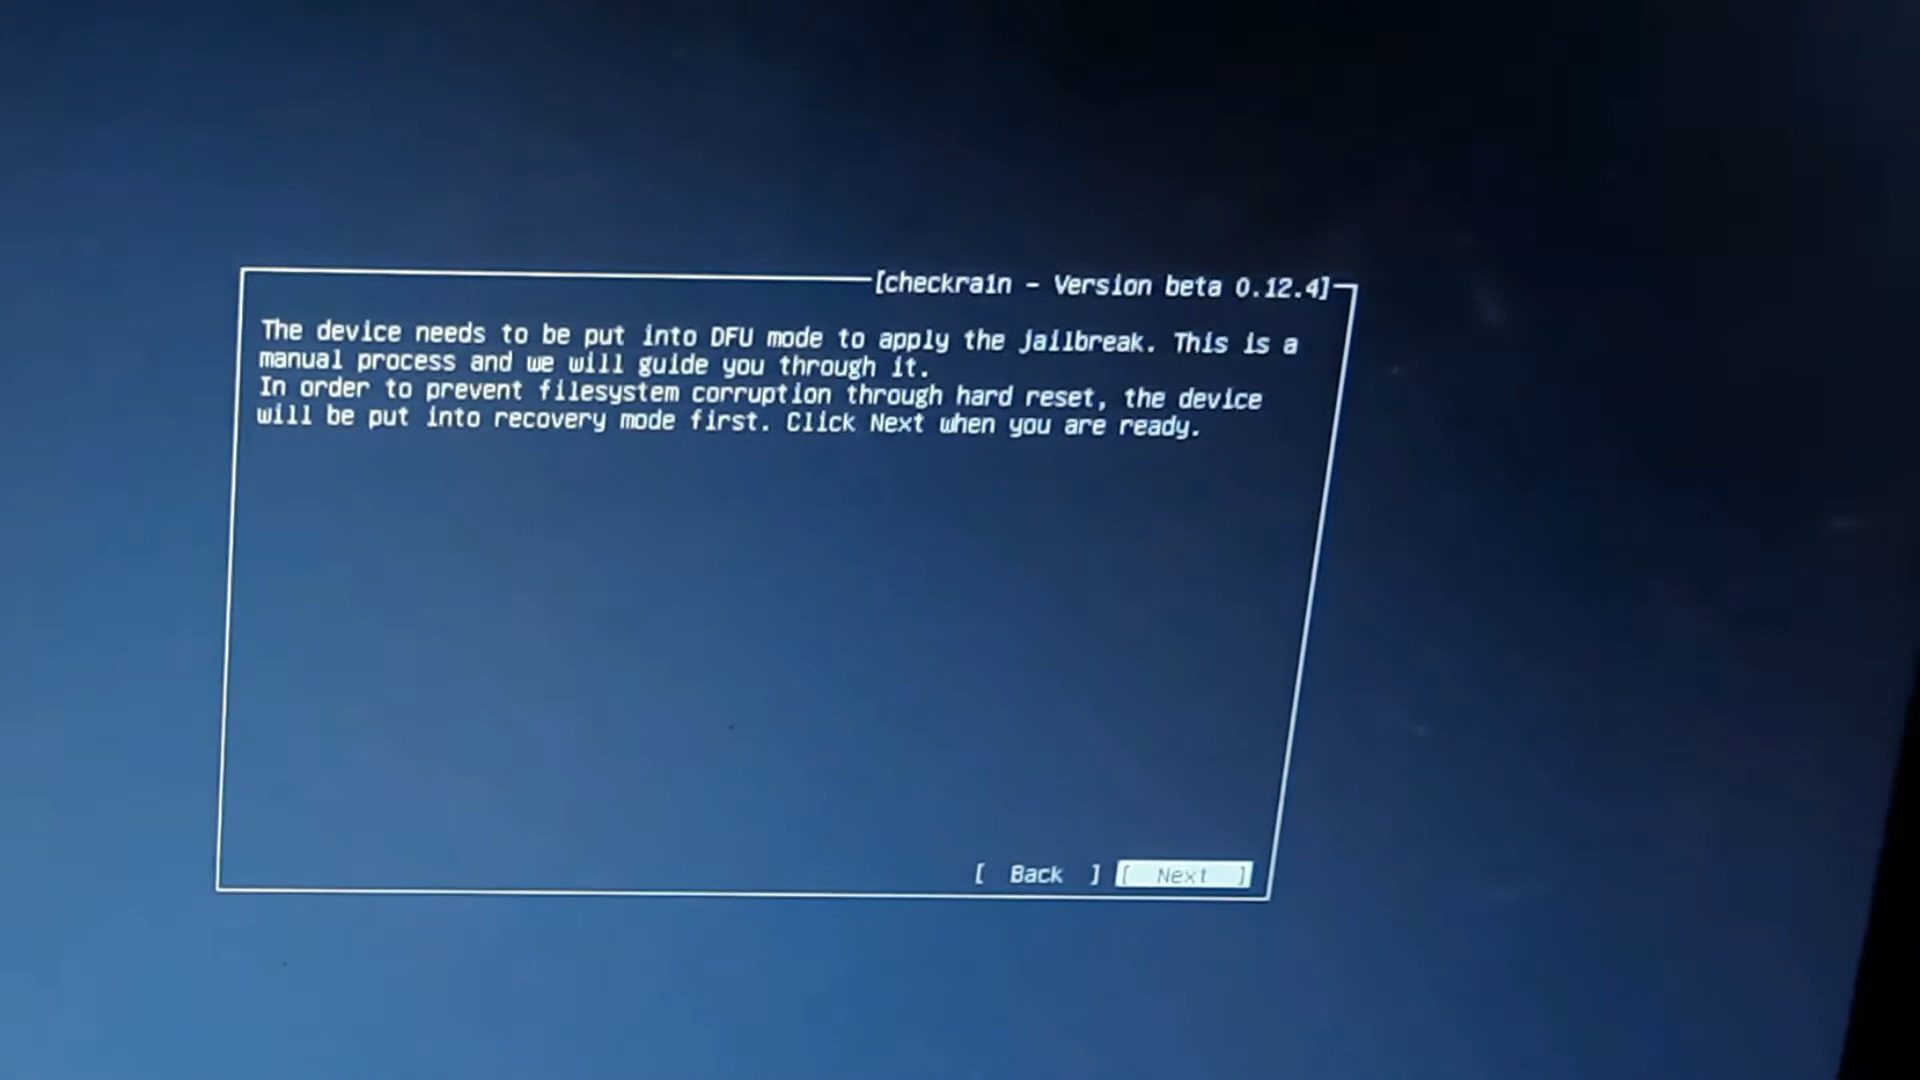 [checkra1n - Version beta 0.12.4]
The device needs to be put into DFU mode to apply the jailbreak. This is a
manual process and we will guide you through it.
In order to prevent filesystem corruption through hard reset, the device
will be put into recovery mode first. Click Next when you are ready.
[ Back ] [ Next ]